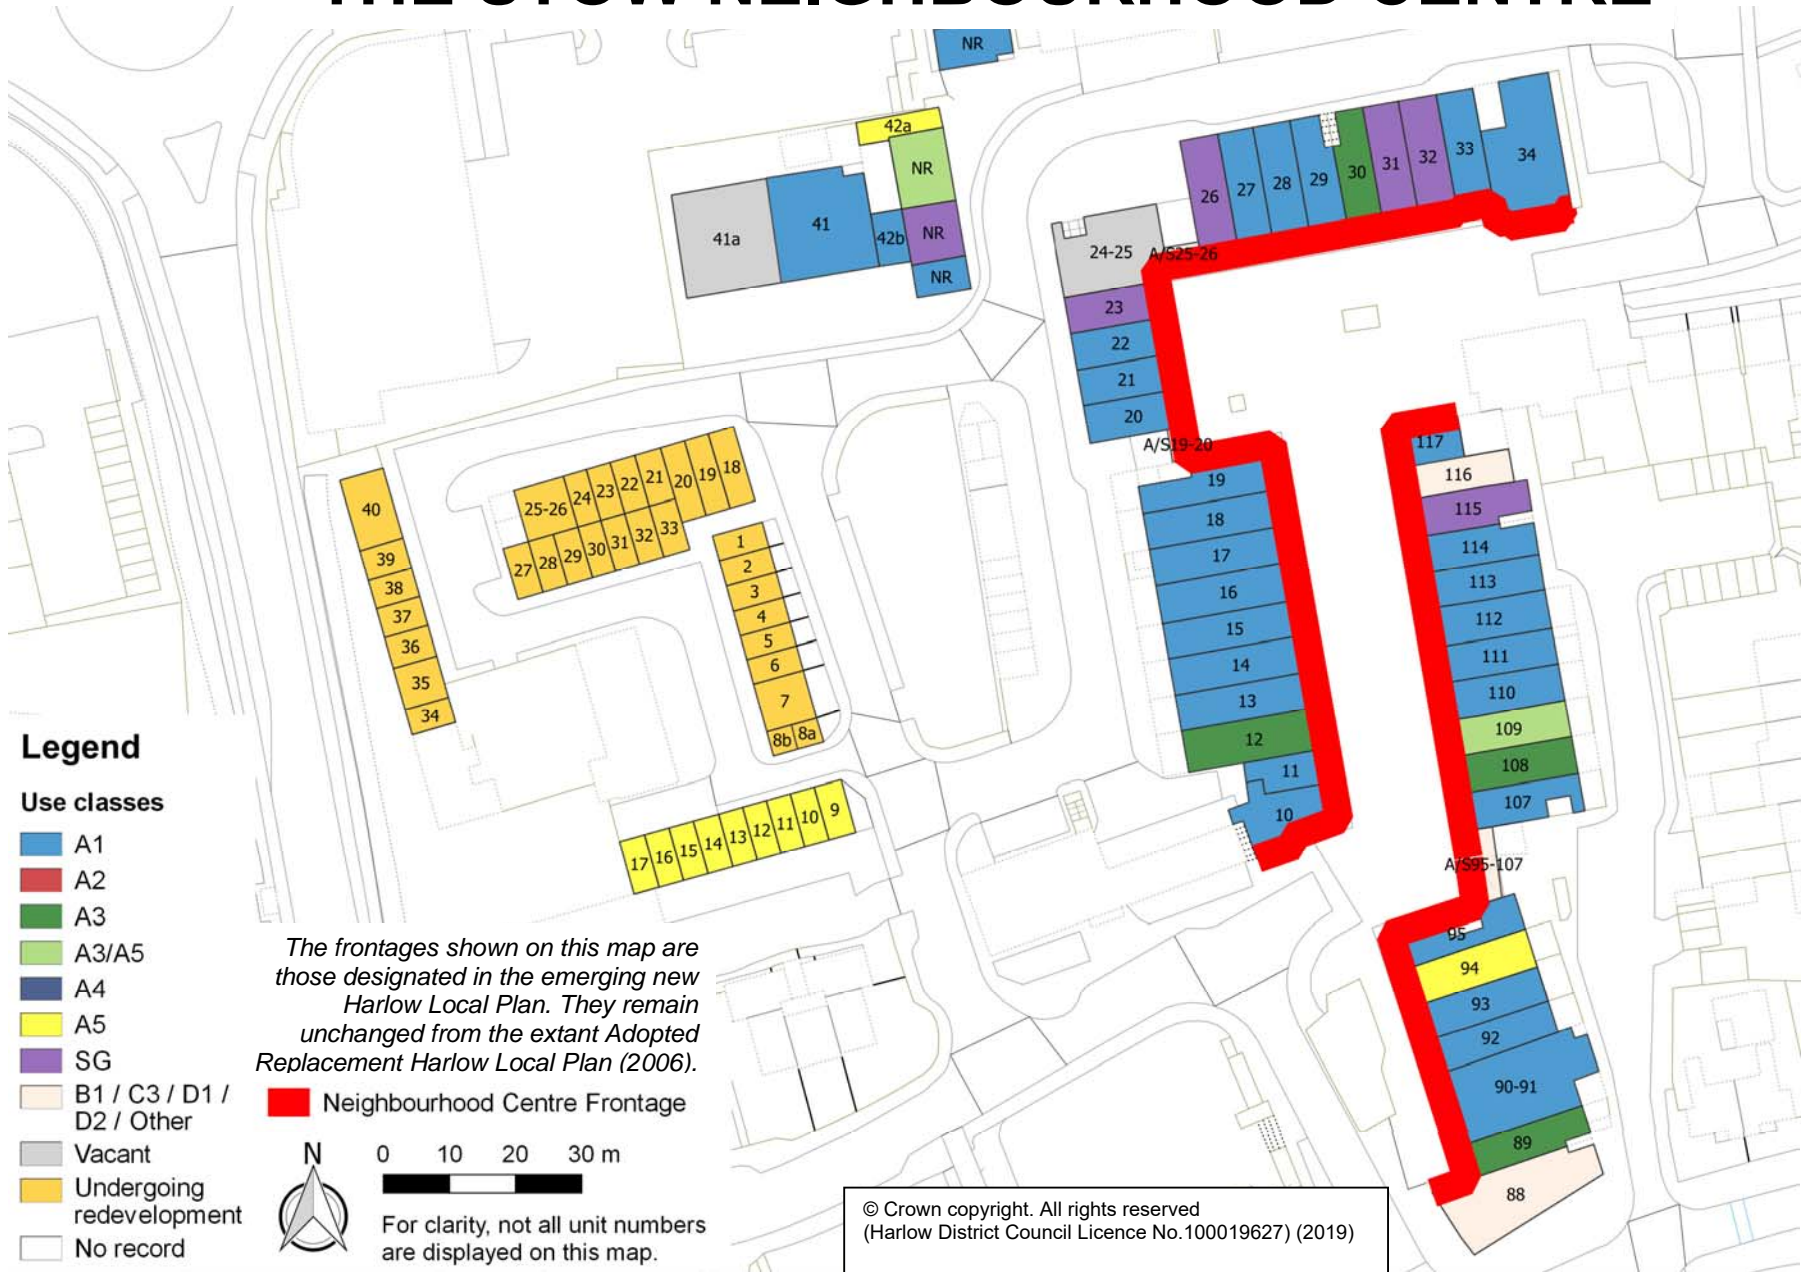 THE STOW NEIGHBOURHOOD CENTRE
NR
42a
NR
41a
41
42b
NR
NR
26
27
28
29
30
31
32
33
34
24-25
A/S25-26
23
22
21
20
A/S19-20
19
18
17
16
15
14
13
12
11
10
117
116
115
114
113
112
111
110
109
108
107
A/S95-107
95
94
93
92
90-91
89
88
40
39
38
37
36
35
34
25-26
24
23
22
21
20
19
18
27
28
29
30
31
32
33
1
2
3
4
5
6
7
8b
8a
17
16
15
14
13
12
11
10
9
Legend
Use classes
A1
A2
A3
A3/A5
A4
A5
SG
B1 / C3 / D1 /
D2 / Other
Vacant
Undergoing
redevelopment
No record
The frontages shown on this map are
those designated in the emerging new
Harlow Local Plan. They remain
unchanged from the extant Adopted
Replacement Harlow Local Plan (2006).
Neighbourhood Centre Frontage
N
0 10 20 30 m
For clarity, not all unit numbers
are displayed on this map.
© Crown copyright. All rights reserved
(Harlow District Council Licence No.100019627) (2019)